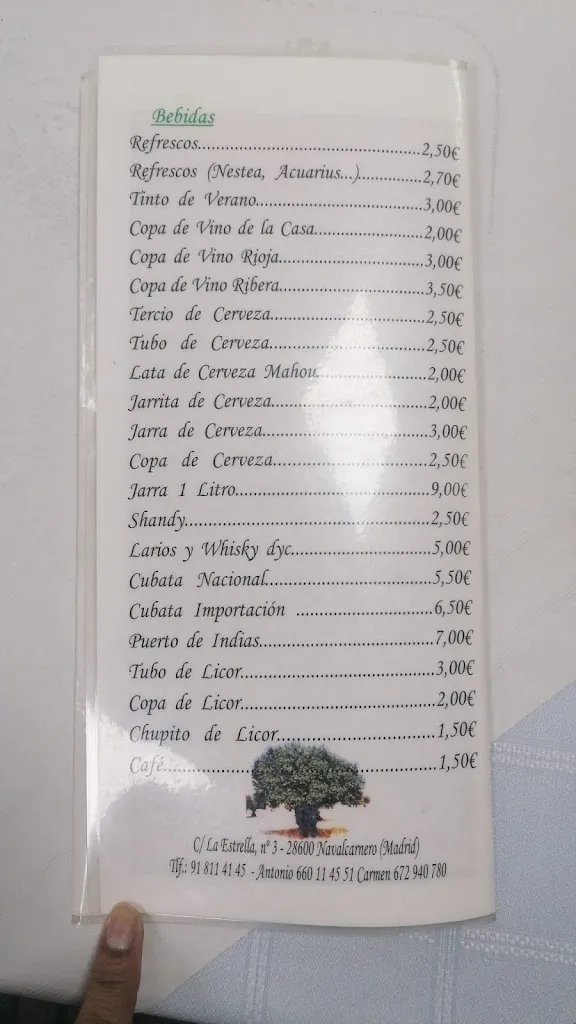 Bebidas
Refrescos..........................................2,50€
Refrescos (Nestea, Acuarius...)............2,70€
Tinto de Verano................................3,00€
Copa de Vino de la Casa.....................2,00€
Copa de Vino Rioja............................3,00€
Copa de Vino Ribera...........................3,50€
Tercio de Cerveza..............................2,50€
Tubo de Cerveza................................2,50€
Lata de Cerveza Mahou.....................2,00€
Jarrita de Cerveza..............................2,00€
Jarra de Cerveza................................3,00€
Copa de Cerveza................................2,50€
Jarra 1 Litro.....................................9,00€
Shandy..............................................2,50€
Larios y Whisky dyc...........................5,00€
Cubata Nacional................................5,50€
Cubata Importación ..........................6,50€
Puerto de Indias.................................7,00€
Tubo de Licor.....................................3,00€
Copa de Licor.....................................2,00€
Chupito de Licor..............................1,50€
Café..................................................1,50€
C/ La Estrella, nº 3 - 28600 Navalcarnero (Madrid)
Tlf.: 91 811 41 45 - Antonio 660 11 45 51 Carmen 672 940 780